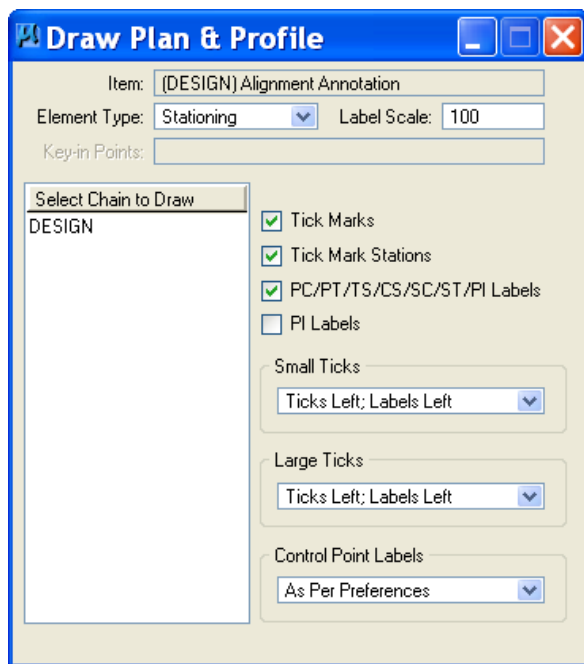 Draw Plan & Profile
Item: (DESIGN) Alignment Annotation
Element Type: Stationing Label Scale: 100
Key-in Points:
Select Chain to Draw
DESIGN
Tick Marks
Tick Mark Stations
PC/PT/TS/CS/SC/ST/PI Labels
PI Labels
Small Ticks
Ticks Left; Labels Left
Large Ticks
Ticks Left; Labels Left
Control Point Labels
As Per Preferences